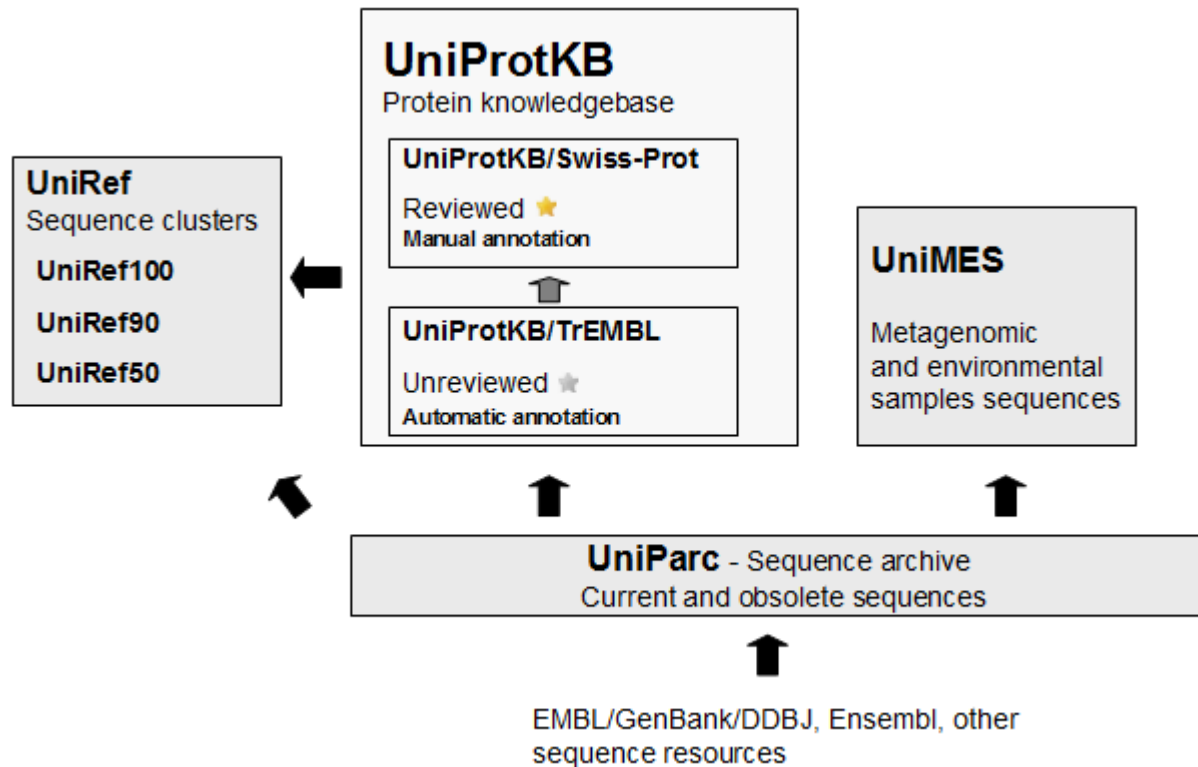 UniProtKB
Protein knowledgebase
UniProtKB/Swiss-Prot
Reviewed
Manual annotation
UniProtKB/TrEMBL
Unreviewed
Automatic annotation
UniRef
Sequence clusters
UniRef100
UniRef90
UniRef50
UniMES
Metagenomic
and environmental
samples sequences
UniParc - Sequence archive
Current and obsolete sequences
EMBL/GenBank/DDBJ, Ensembl, other
sequence resources